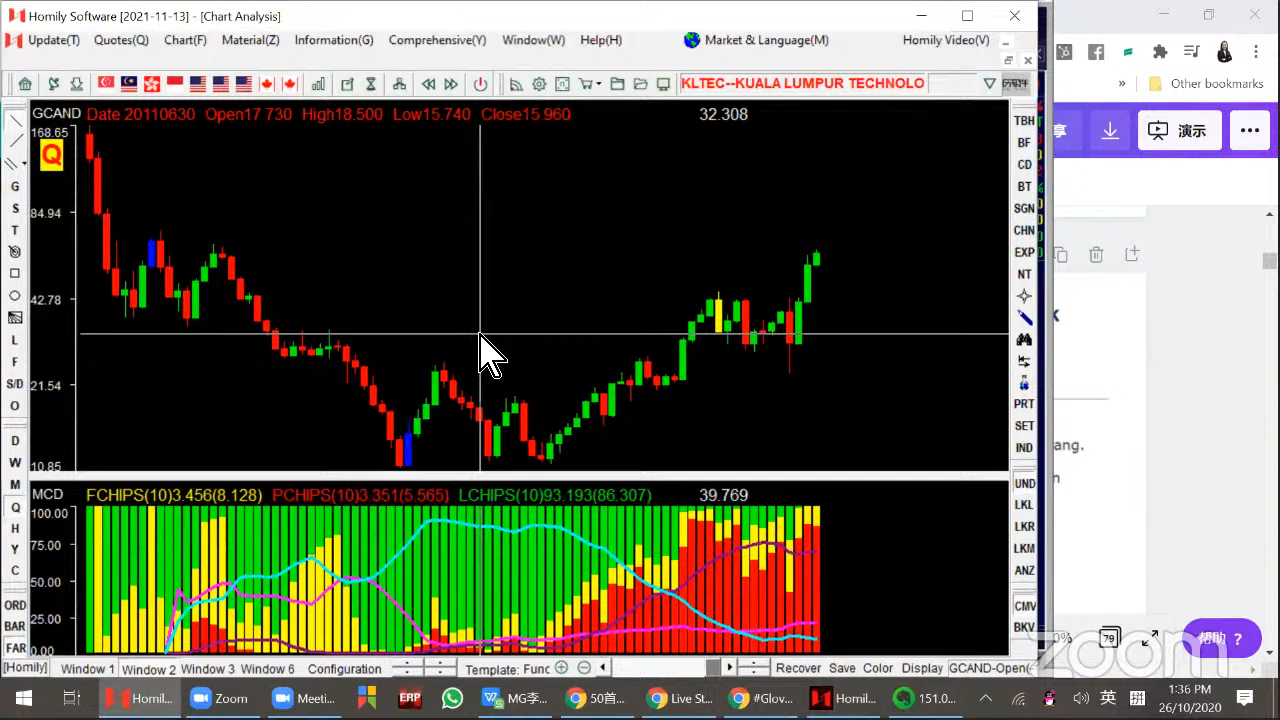 Homily Software [2021-11-13] - [Chart Analysis]
Update(T) Quotes(Q) Chart(F) Material(Z) Information(G) Comprehensive(Y) Window(W) Help(H) Market & Language(M) Homily Video(V)
Other bookmarks
KLTEC--KUALA LUMPUR TECHNOLO
演示
GCAND Date 20110630 Open17 730 High18.500 Low15.740 Close15.960 32.308
168.65
Q
84.94
42.78
21.54
10.85
MCD FCHIPS(10)3.456(8.128) PCHIPS(10)3.351(5.565) LCHIPS(10)93.193(86.307) 39.769
100.00
75.00
50.00
25.00
0.00
G
S
T
L
F
S/D
O
D
W
M
Q
H
Y
C
ORD
BAR
FAR
TBH
BF
CD
BT
SGN
CHN
EXP
NT
PRT
SET
IND
UND
LKL
LKR
LKM
ANZ
CMV
BKV
ang.
n
79
帮助 ?
zoom
[Homily] Window 1 Window 2 Window 3 Window 6 Configuration Template: Func Recover Save Color Display GCAND-Open
Homil... Zoom Meeti... ERP MG李... 50首... Live St... #Glov... Homil... 151.0... 英 拼 1:36 PM
26/10/2020